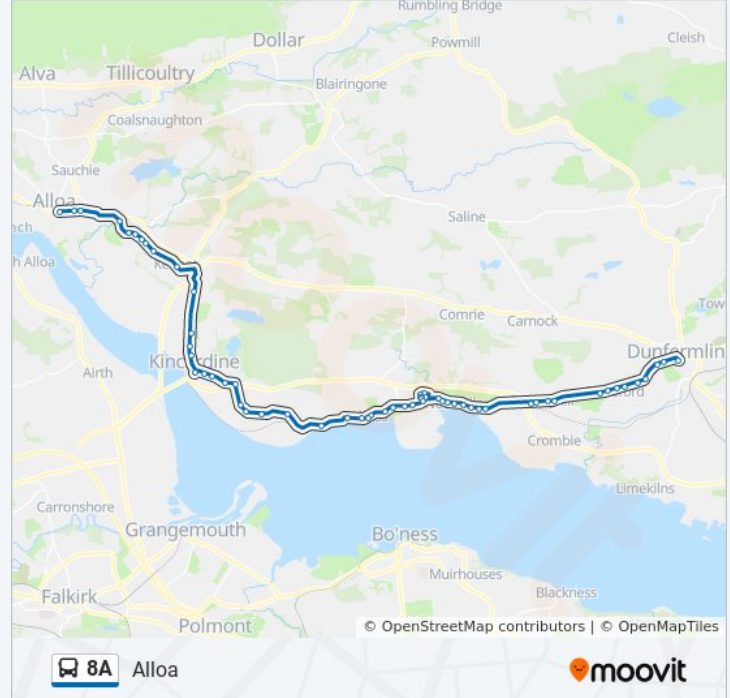 Rumbling Bridge
Dollar
Powmill
Cleish
Alva
Tillicoultry
Blairingone
Coalsnaughton
Sauchie
Alloa
Saline
h Alloa
Comrie
Carnock
Dunfermlin
Kincardine
Airth
Crombie
Limekilns
Carronshore
Grangemouth
Bo'ness
Muirhouses
Falkirk
Blackness
Polmont
© OpenStreetMap contributors | © OpenMapTiles
8A Alloa
moovit